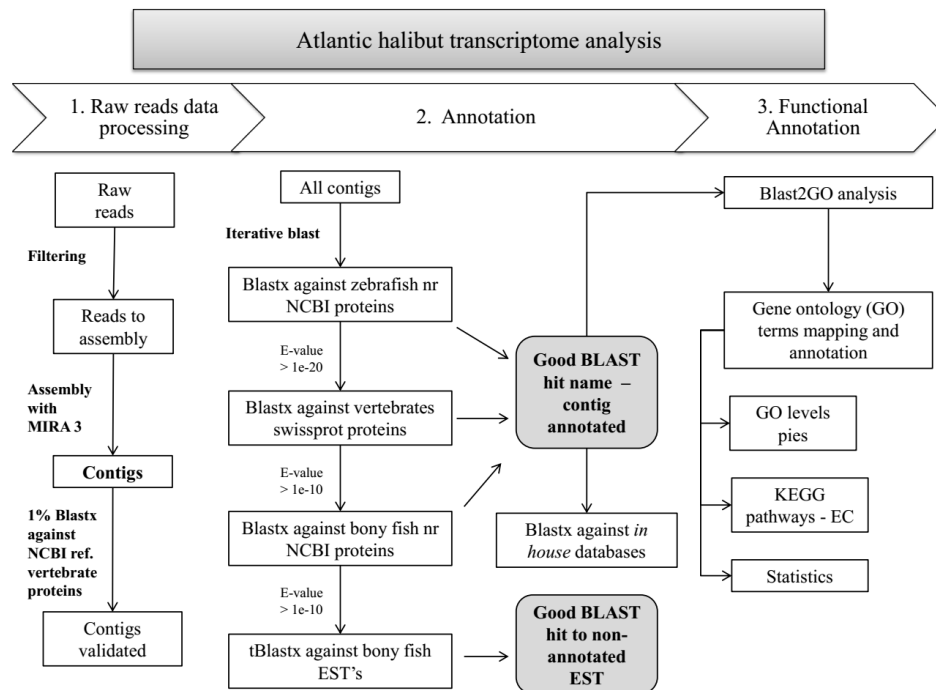 Atlantic halibut transcriptome analysis
1. Raw reads data
processing
2. Annotation
3. Functional
Annotation
Raw
reads
Filtering
Reads to
assembly
Assembly
with
MIRA 3
Contigs
1% Blastx
against
NCBI ref.
vertebrate
proteins
Contigs
validated
All contigs
Iterative blast
Blastx against zebrafish nr
NCBI proteins
E-value
> 1e-20
Blastx against vertebrates
swissprot proteins
E-value
> 1e-10
Blastx against bony fish nr
NCBI proteins
E-value
> 1e-10
tBlastx against bony fish
EST's
Good BLAST
hit name –
contig
annotated
Blastx against in
house databases
Good BLAST
hit to non-
annotated
EST
Blast2GO analysis
Gene ontology (GO)
terms mapping and
annotation
GO levels
pies
KEGG
pathways - EC
Statistics